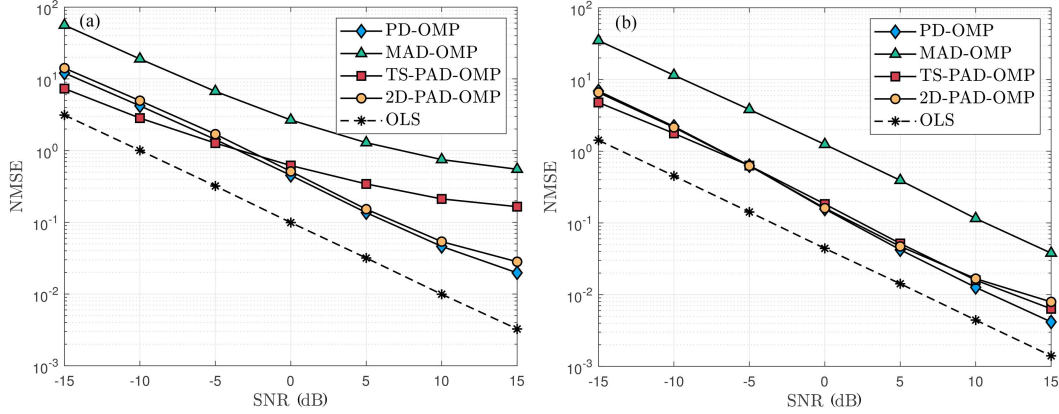 (a)
PD-OMP
MAD-OMP
TS-PAD-OMP
2D-PAD-OMP
OLS
NMSE
10^2
10^1
10^0
10^-1
10^-2
10^-3
-15 -10 -5 0 5 10 15
SNR (dB)
(b)
PD-OMP
MAD-OMP
TS-PAD-OMP
2D-PAD-OMP
OLS
NMSE
10^2
10^1
10^0
10^-1
10^-2
10^-3
-15 -10 -5 0 5 10 15
SNR (dB)